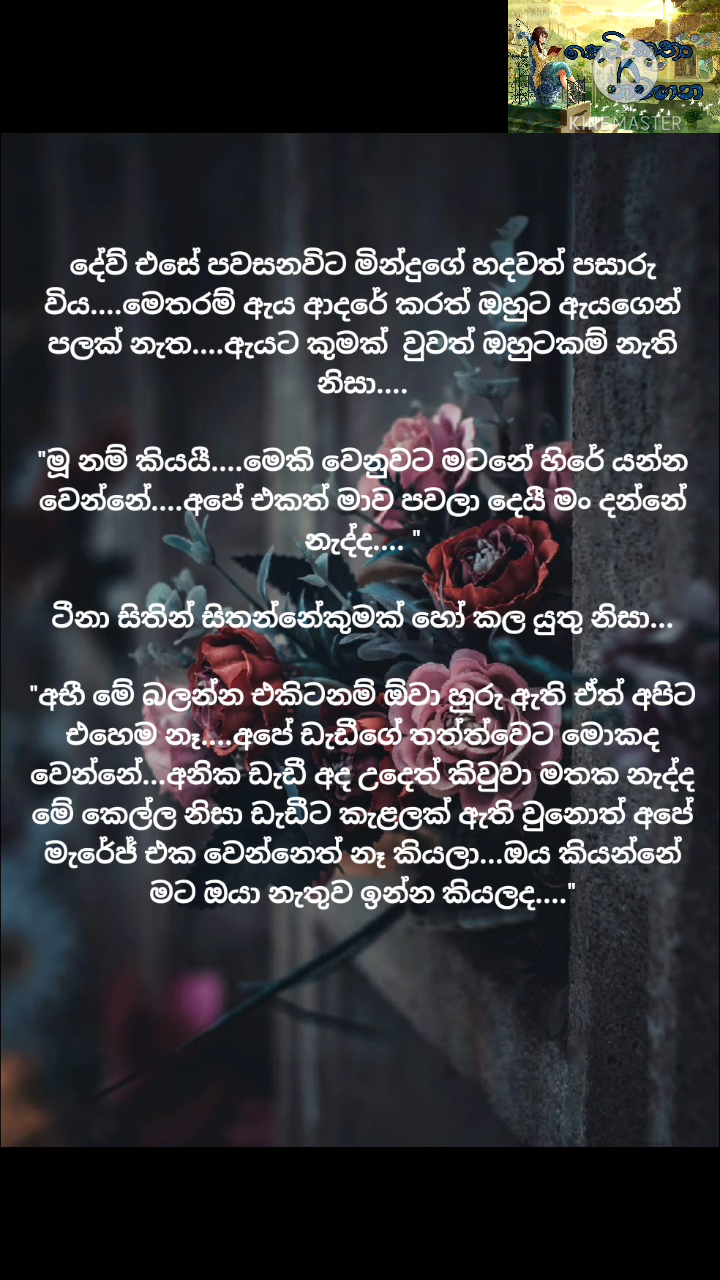 කෙටි කතා
KINEMASTER
දේව් එසේ පවසනවිට මින්දුගේ හදවත් පසාරු
විය....මෙතරම් ඇය ආදරේ කරත් ඔහුට ඇයගෙන්
පලක් නැත....ඇයට කුමක් වුවත් ඔහුටකම් නැති
නිසා....
"මූ නම් කියයී....මෙකි වෙනුවට මටනේ හිරේ යන්න
වෙන්නේ....අපේ එකත් මාව පවලා දෙයී මං දන්නේ
නැද්ද.... "
ටීනා සිතින් සිතන්නේකුමක් හෝ කල යුතු නිසා...
"අභී මේ බලන්න එකිටනම් ඕවා හුරු ඇති ඒත් අපිට
එහෙම නෑ....අපේ ඩැඩීගේ තත්ත්වෙට මොකද
වෙන්නේ...අනික ඩැඩී අද උදෙත් කිවුවා මතක නැද්ද
මේ කෙල්ල නිසා ඩැඩීට කැළලක් ඇති වුනොත් අපේ
මැරේජ් එක වෙන්නෙත් නෑ කියලා...ඔය කියන්නේ
මට ඔයා නැතුව ඉන්න කියලද...."